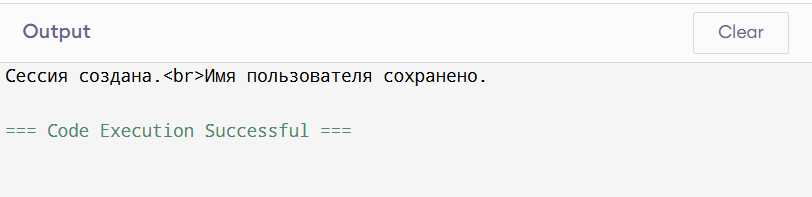 Output
Clear
Сессия создана.<br>Имя пользователя сохранено.
=== Code Execution Successful ===